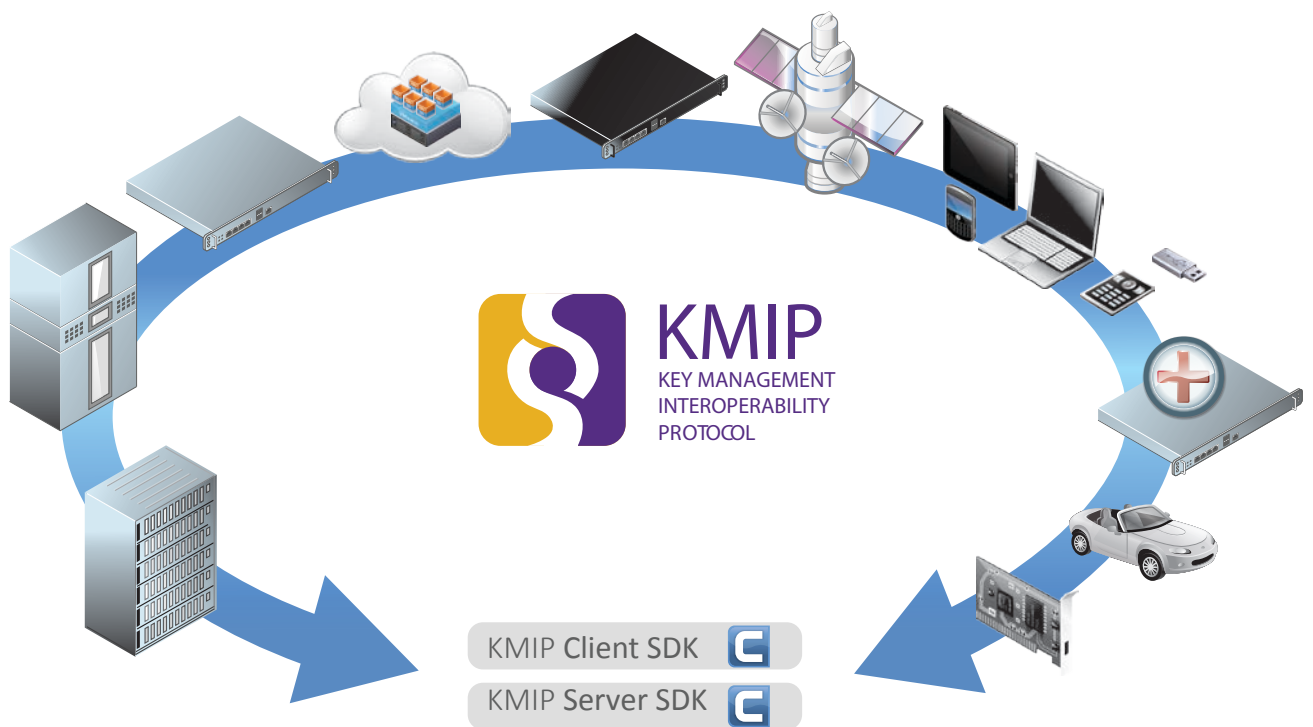 KMIP
KEY MANAGEMENT
INTEROPERABILITY
PROTOCOL
KMIP Client SDK C
KMIP Server SDK C